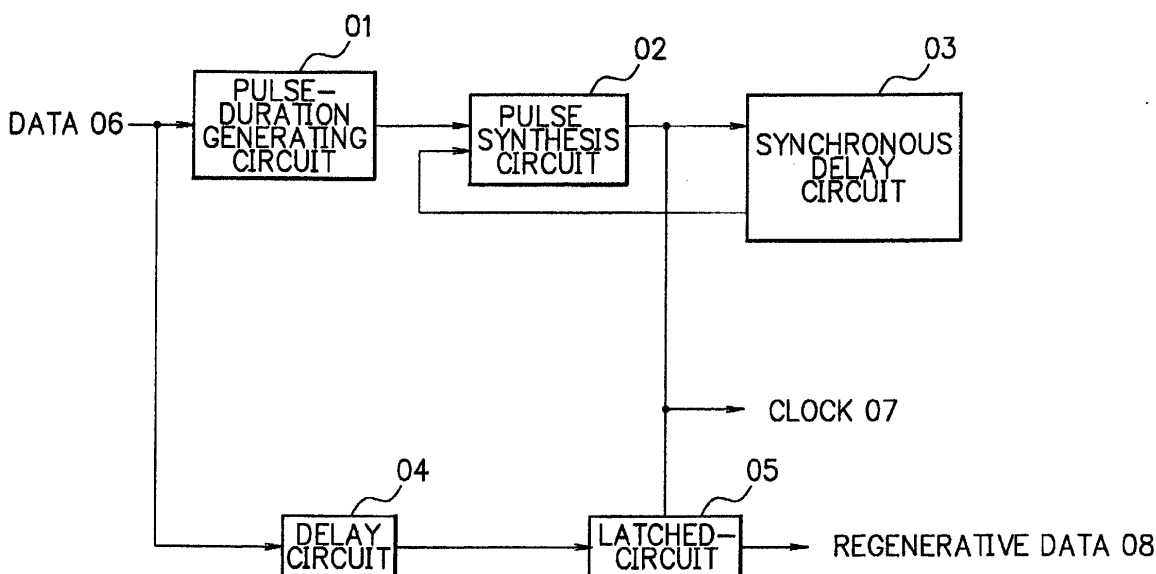 01
02
03
DATA 06
PULSE-
DURATION
GENERATING
CIRCUIT
PULSE
SYNTHESIS
CIRCUIT
SYNCHRONOUS
DELAY
CIRCUIT
CLOCK 07
04
05
DELAY
CIRCUIT
LATCHED-
CIRCUIT
REGENERATIVE DATA 08